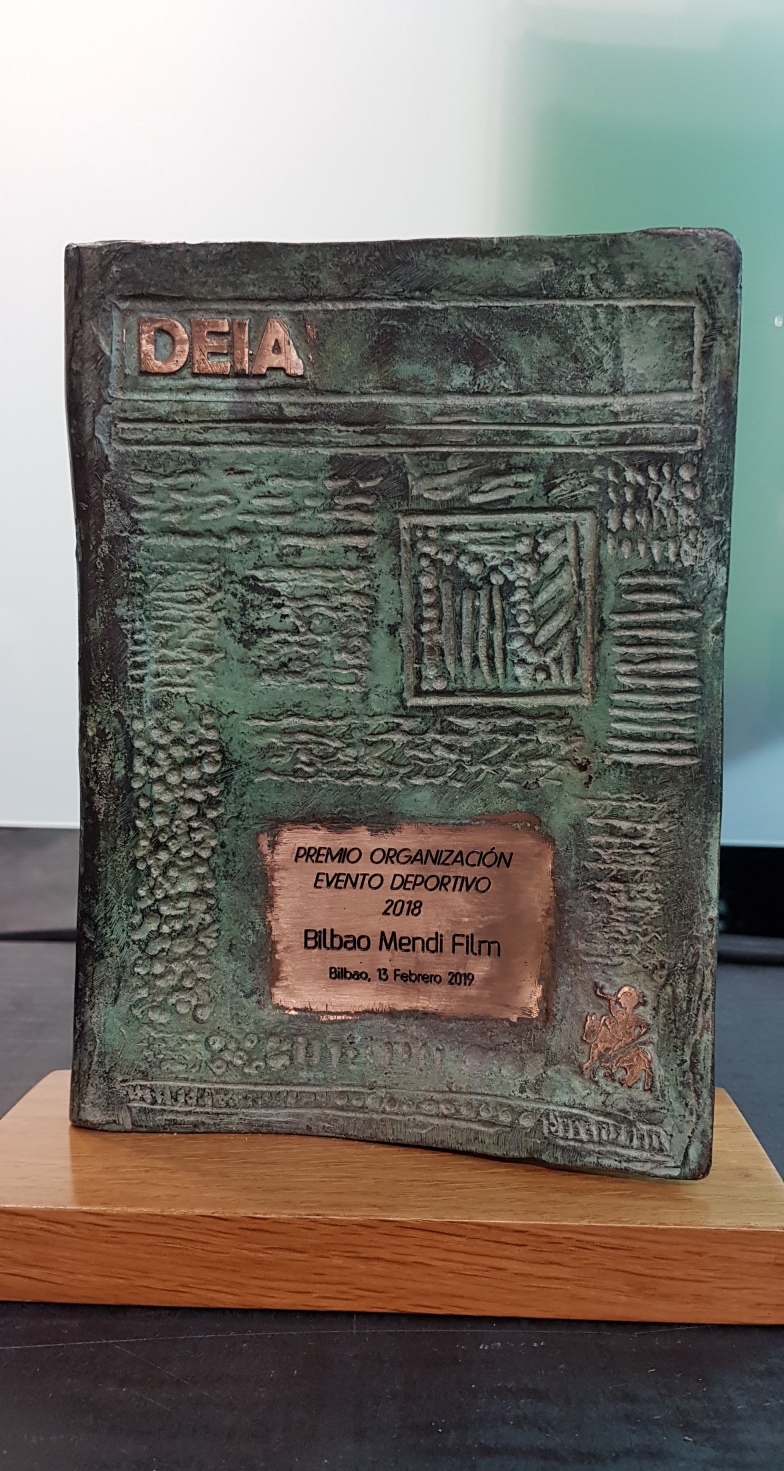 DEIA
PREMIO ORGANIZACIÓN
EVENTO DEPORTIVO
2018
Bilbao Mendi Film
Bilbao, 13 Febrero 2019